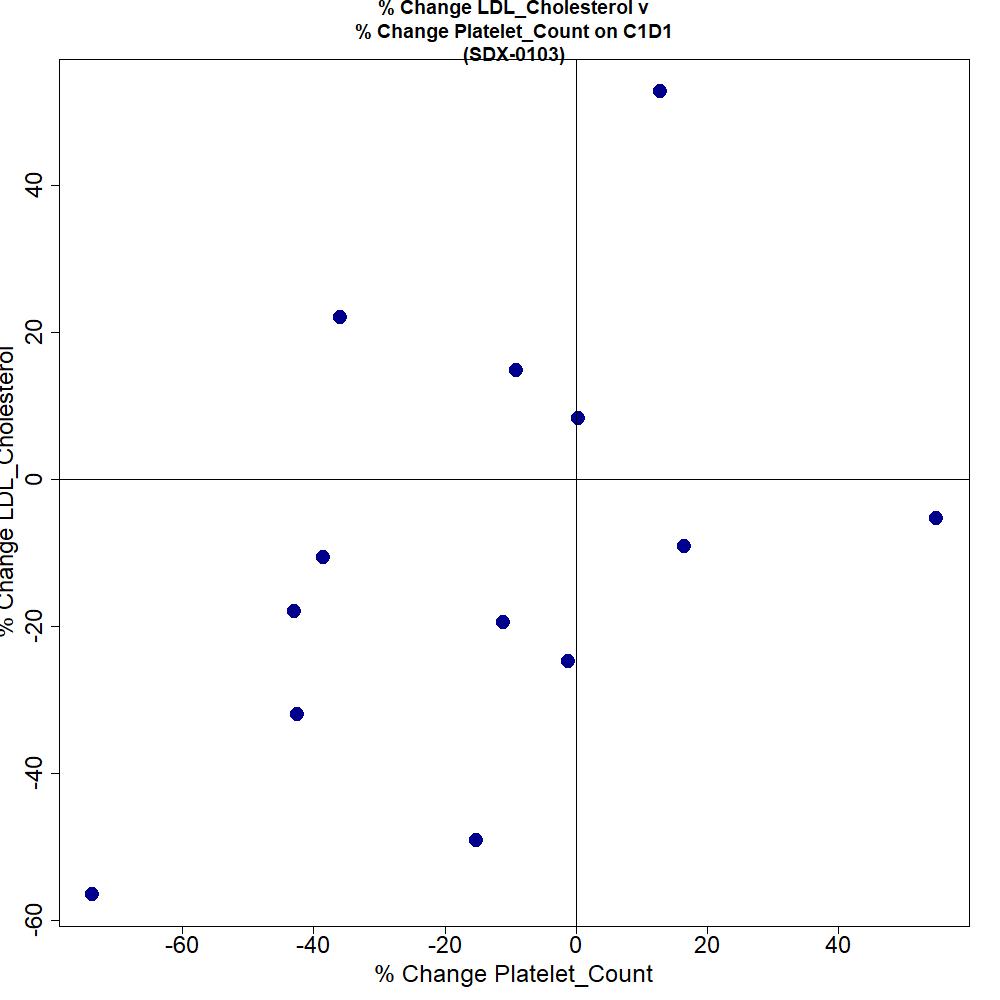 % Change LDL_Cholesterol v
% Change Platelet_Count on C1D1
(SDX-0103)
% Change LDL_Cholesterol
40
20
0
-20
-40
-60
-60
-40
-20
0
20
40
% Change Platelet_Count